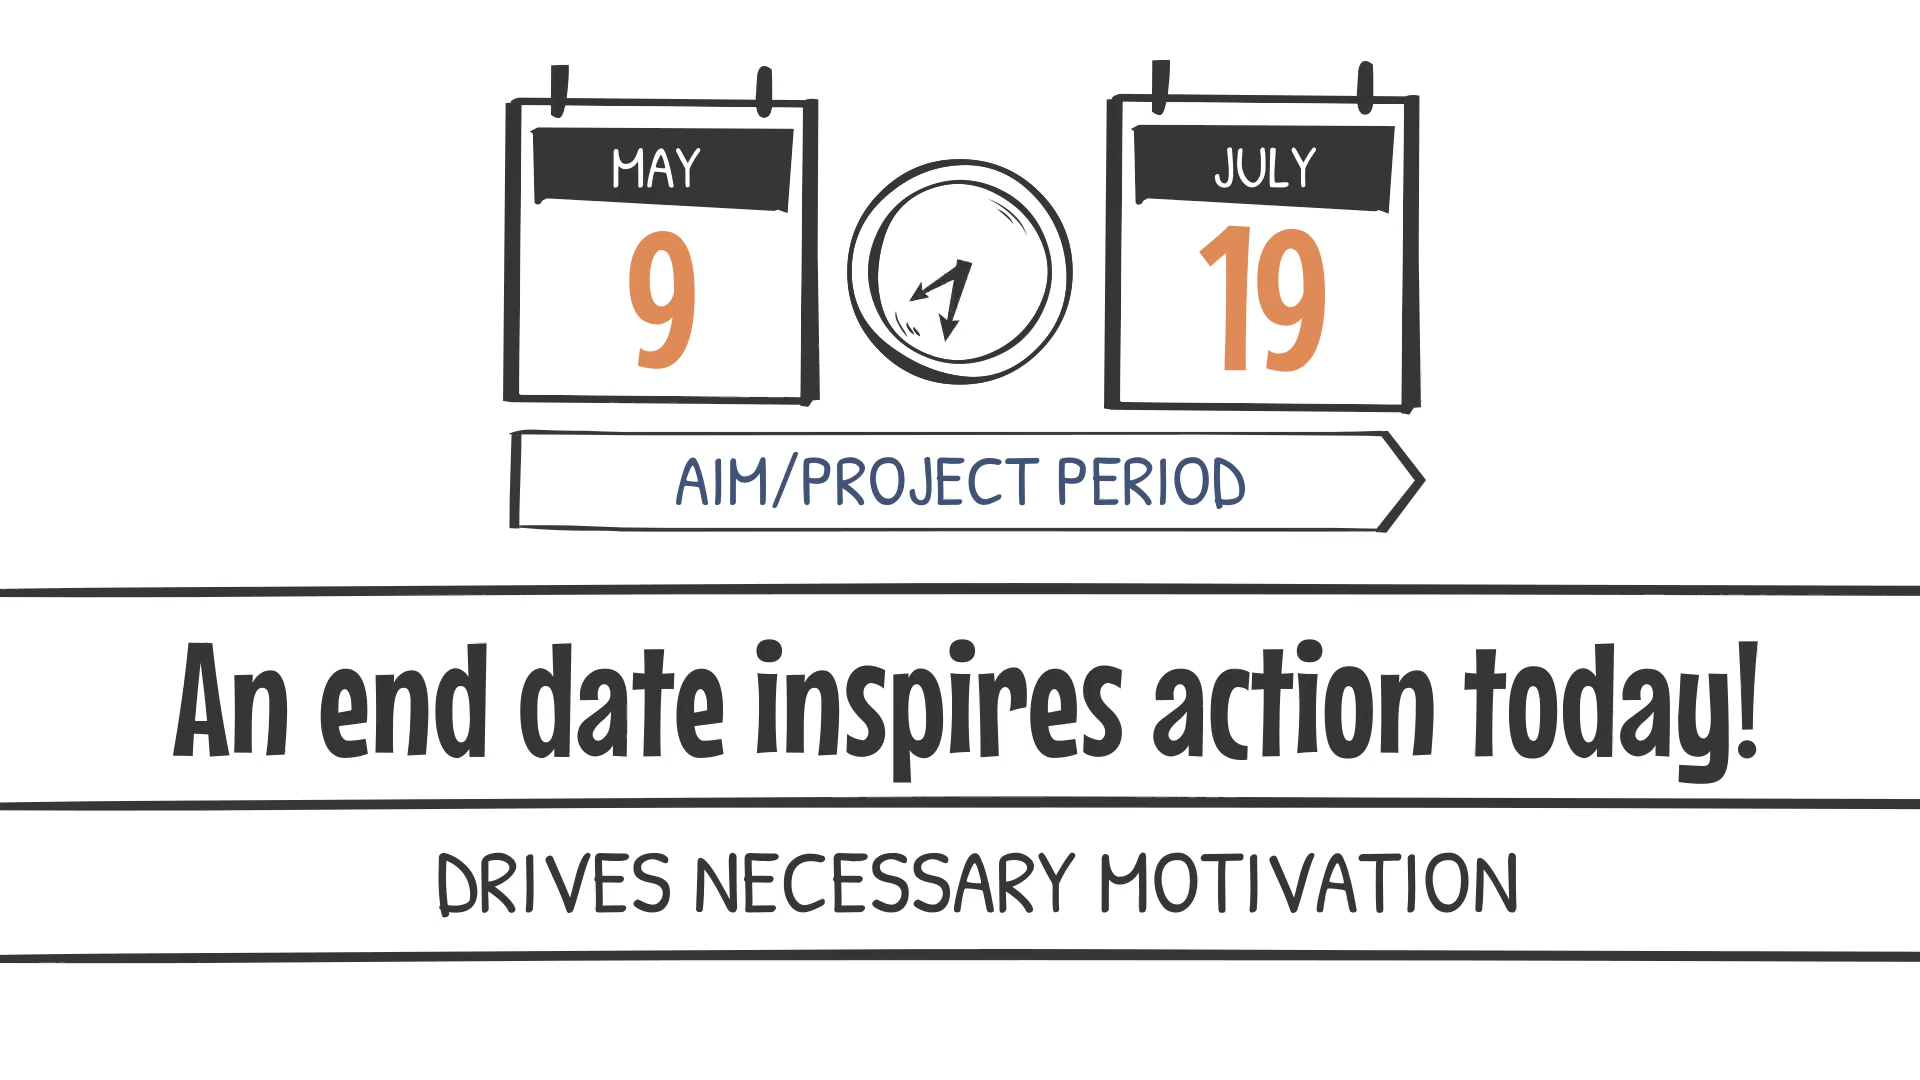 MAY
9
JULY
19
AIM/PROJECT PERIOD
An end date inspires action today!
DRIVES NECESSARY MOTIVATION